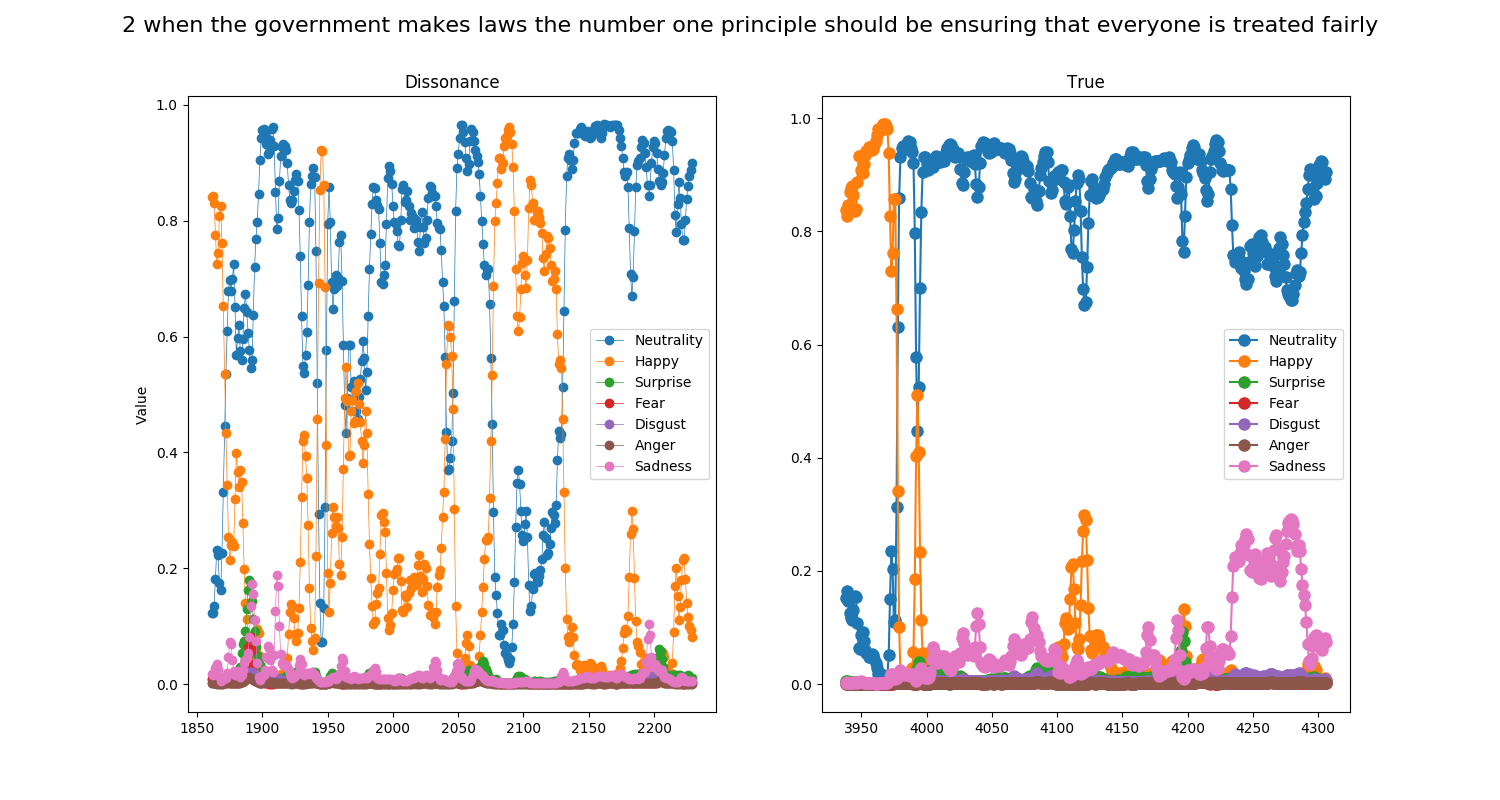 2 when the government makes laws the number one principle should be ensuring that everyone is treated fairly
Dissonance
Value
1.0
0.8
0.6
0.4
0.2
0.0
1850 1900 1950 2000 2050 2100 2150 2200
Neutrality
Happy
Surprise
Fear
Disgust
Anger
Sadness
True
1.0
0.8
0.6
0.4
0.2
0.0
3950 4000 4050 4100 4150 4200 4250 4300
Neutrality
Happy
Surprise
Fear
Disgust
Anger
Sadness